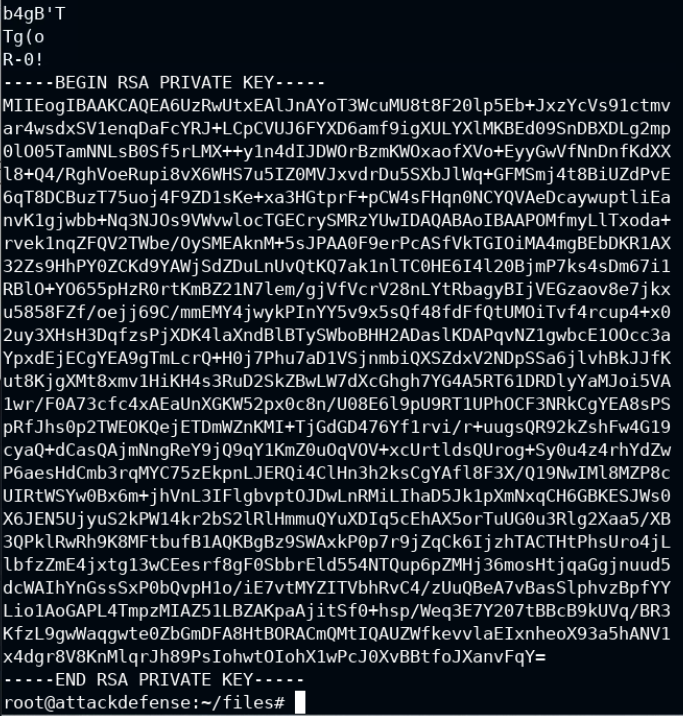 b4gB'T
Tg(o
R-0!
-----BEGIN RSA PRIVATE KEY-----
MIIEogIBAAKCAQEA6UzRwUtxEAlJnAYoT3WcuMU8t8F20lp5Eb+JxzYcVs91ctmv
ar4wsdxSV1enqDaFcYRJ+LCpCVUJ6FYXD6amf9igXULYXlMKBEd09SnDBXDLg2mp
0lO05TamNNLsB0Sf5rLMX++y1n4dIJDWOrBzmKWOxaofXVo+EyyGwVfNnDnfKdXX
l8+Q4/RghVoeRupi8vX6WHS7u5IZ0MVJxvdrDu5SXbJlWq+GFMSmj4t8BiUZdPvE
6qT8DCBuzT75uoj4F9ZD1sKe+xa3HGtprF+pCW4sFHqn0NCYQVAeDcaywuptliEa
nvK1gjwbb+Nq3NJOs9VWvwlocTGECrySMRzYUwIDAQABAoIBAAPOMfmyLlTxoda+
rvek1nqZFQV2TWbe/OySMEAknM+5sJPAA0F9erPcASfVkTGIOiMA4mgBEbDKR1AX
32Zs9HhPY0ZCKd9YAWjSdZDuLnUvQtKQ7ak1nlTC0HE6I4l20BjmP7ks4sDm67i1
RBlO+YO655pHzR0rtKmBZ21N7lem/gjVfVcrV28nLYtRbagyBIjVEGzaov8e7jkx
u5858FZf/oejj69C/mmEMY4jwykPInYY5v9x5sQf48fdFfQtUMOiTvf4rcup4+x0
2uy3XHsH3DqfzsPjXDK4laXndBlBTySWboBHH2ADaslKDAPqvNZ1gwbcE1OOcc3a
YpxdEjECgYEA9gTmLcrQ+H0j7Phu7aD1VSjnmbiQXSZdxV2NDpSSa6jlvhBkJJfK
ut8KjgXMt8xmv1HiKH4s3RuD2SkZBwLW7dXcGhgh7YG4A5RT61DRDlyYaMJoi5VA
1wr/F0A73cfc4xAEaUnXGKW52px0c8n/U08E6l9pU9RT1UPhOCF3NRkCgYEA8sPS
pRfJhs0p2TWEOKQejETDmWZnKMI+TjGdGD476Yf1rvi/r+uugsQR92kZshFw4G19
cyaQ+dCasQAjmNngReY9jQ9qY1KmZ0uOqVOV+xcUrtldsQUrog+Sy0u4z4rhYdZw
P6aesHdCmb3rqMYC75zEkpnLJERQi4ClHn3h2ksCgYAfl8F3X/Q19NwIMl8MZP8c
UIRtWSYw0Bx6m+jhVnL3IFlgbvptOJDwLnRMiLIhaD5Jk1pXmNxqCH6GBKESJWs0
X6JEN5UjyuS2kPW14kr2bS2lRlHmmuQYuXDIq5cEhAX5orTuUG0u3Rlg2Xaa5/XB
3QPklRwRh9K8MFtbufB1AQKBgBz9SWAxkP0p7r9jZqCk6IjzhTACTHtPhsUro4jL
lbfzZmE4jxtg13wCEesrf8gF0SbbrEld554NTQup6pZMHj36mosHtjqaGgjnuud5
dcWAIhYnGssSxP0bQvpH1o/iE7vtMYZITVbhRvC4/zUuQBeA7vBasSlphvzBpfYY
Lio1AoGAPL4TmpzMIAZ51LBZAKpaAjitSf0+hsp/Weq3E7Y207tBBcB9kUVq/BR3
KfzL9gwWaqgwte0ZbGmDFA8HtBORACmQMtIQAUZWfkevvlaEIxnheoX93a5hANV1
x4dgr8V8KnMlqrJh89PsIohwtOIohX1wPcJ0XvBBtfoJXanvFqY=
-----END RSA PRIVATE KEY-----
root@attackdefense:~/files#